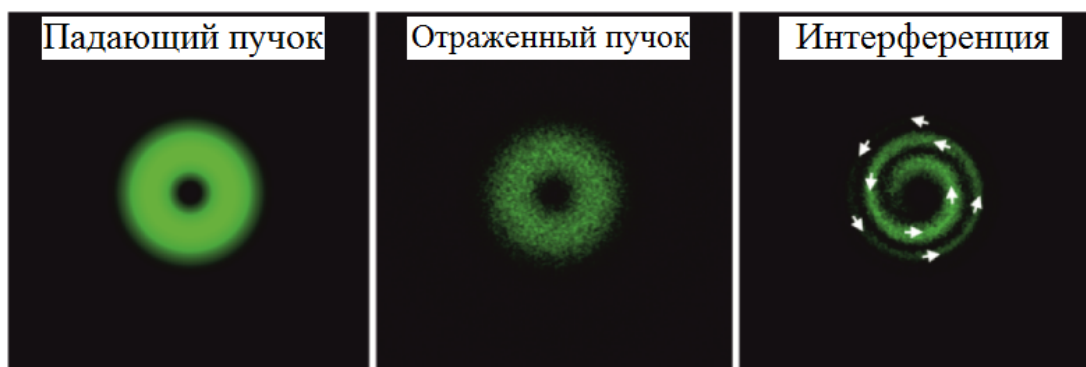 Падающий пучок
Отраженный пучок
Интерференция